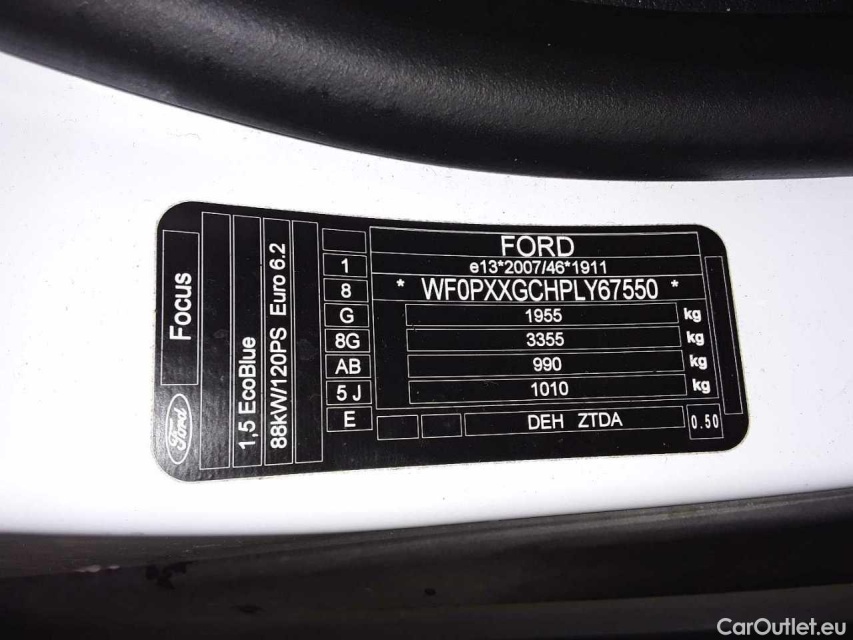 FORD
e13*2007/46*1911
* WF0PXXGCHPLY67550 *
1955 kg
3355 kg
990 kg
1010 kg
DEH ZTDA 0.50
1
8
G
8G
AB
5 J
E
Focus
Ford
1,5 EcoBlue
88kW/120PS Euro 6.2
CarOutlet.eu